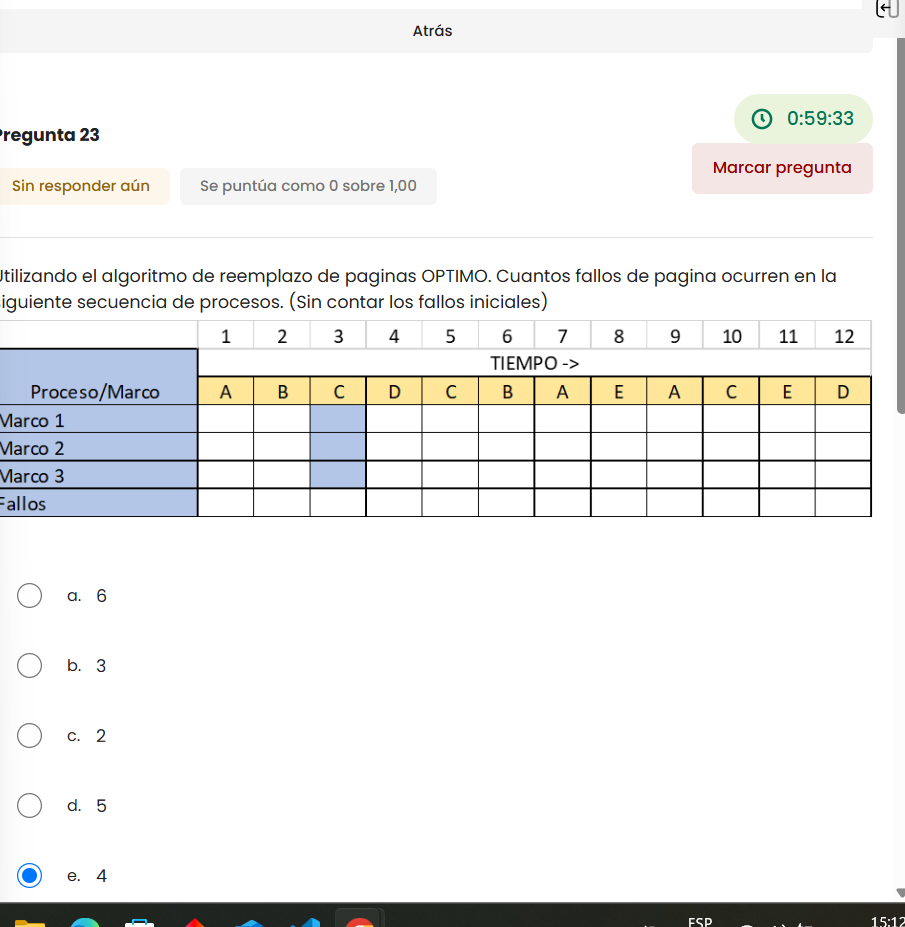 Atrás
Pregunta 23
0:59:33
Sin responder aún
Se puntúa como 0 sobre 1,00
Marcar pregunta
Utilizando el algoritmo de reemplazo de paginas OPTIMO. Cuantos fallos de pagina ocurren en la
siguiente secuencia de procesos. (Sin contar los fallos iniciales)
1 2 3 4 5 6 7 8 9 10 11 12
TIEMPO ->
Proceso/Marco A B C D C B A E A C E D
Marco 1
Marco 2
Marco 3
Fallos
a. 6
b. 3
c. 2
d. 5
e. 4
ESP
15:12